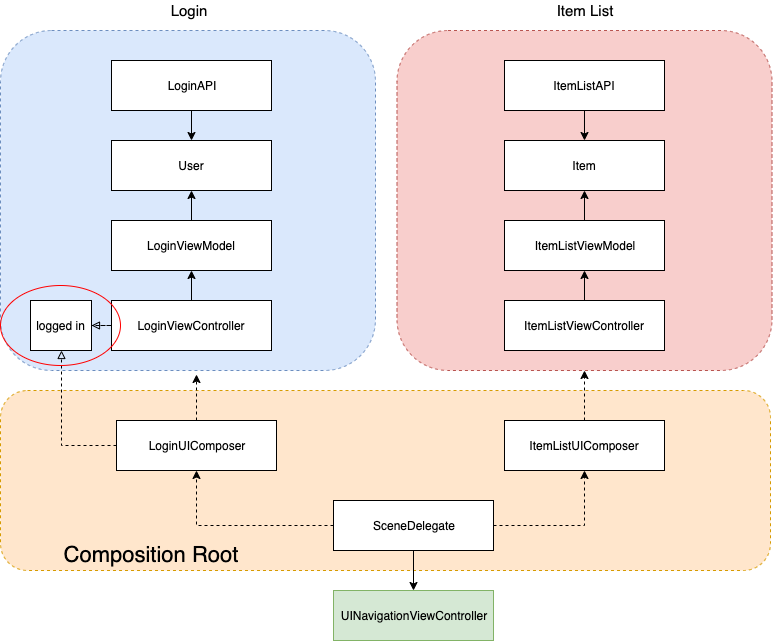 Login
Item List
LoginAPI
ItemListAPI
User
Item
LoginViewModel
ItemListViewModel
logged in
LoginViewController
ItemListViewController
LoginUIComposer
ItemListUIComposer
SceneDelegate
Composition Root
UINavigationViewController